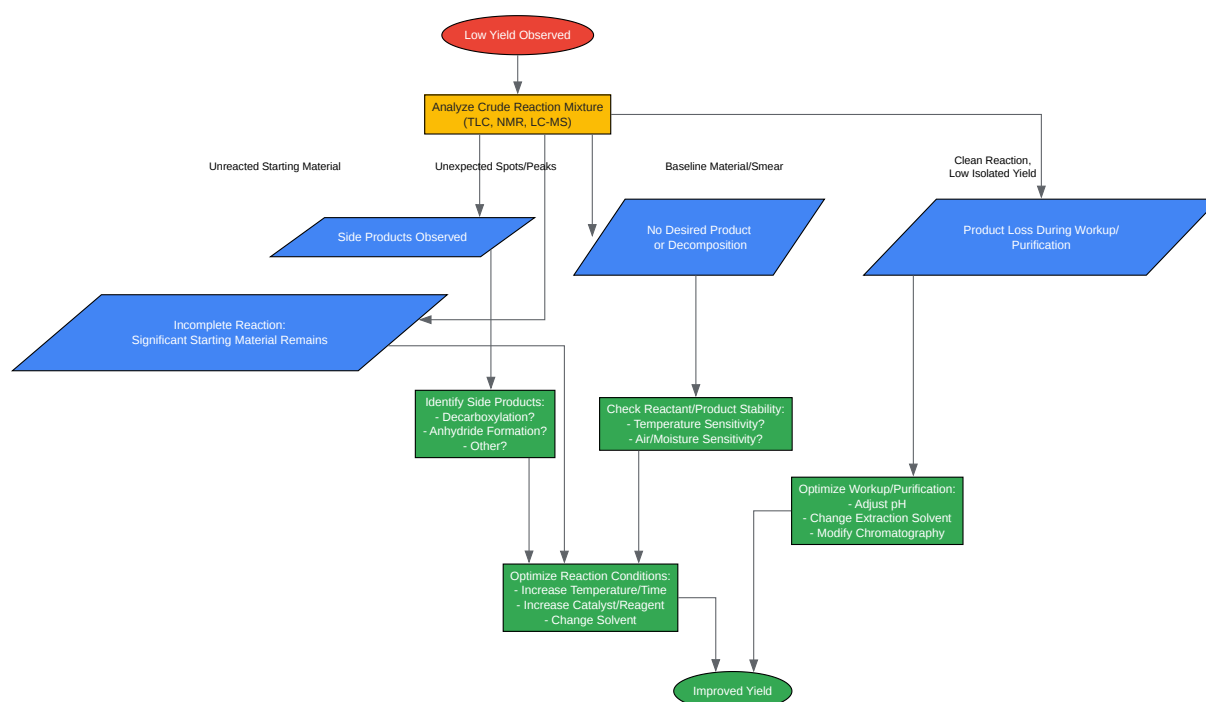 Low Yield Observed
Analyze Crude Reaction Mixture
(TLC, NMR, LC-MS)
Unreacted Starting Material
Unexpected Spots/Peaks
Baseline Material/Smear
Clean Reaction,
Low Isolated Yield
Side Products Observed
No Desired Product
or Decomposition
Product Loss During Workup/
Purification
Incomplete Reaction:
Significant Starting Material Remains
Identify Side Products:
- Decarboxylation?
- Anhydride Formation?
- Other?
Check Reactant/Product Stability:
- Temperature Sensitivity?
- Air/Moisture Sensitivity?
Optimize Workup/Purification:
- Adjust pH
- Change Extraction Solvent
- Modify Chromatography
Optimize Reaction Conditions:
- Increase Temperature/Time
- Increase Catalyst/Reagent
- Change Solvent
Improved Yield